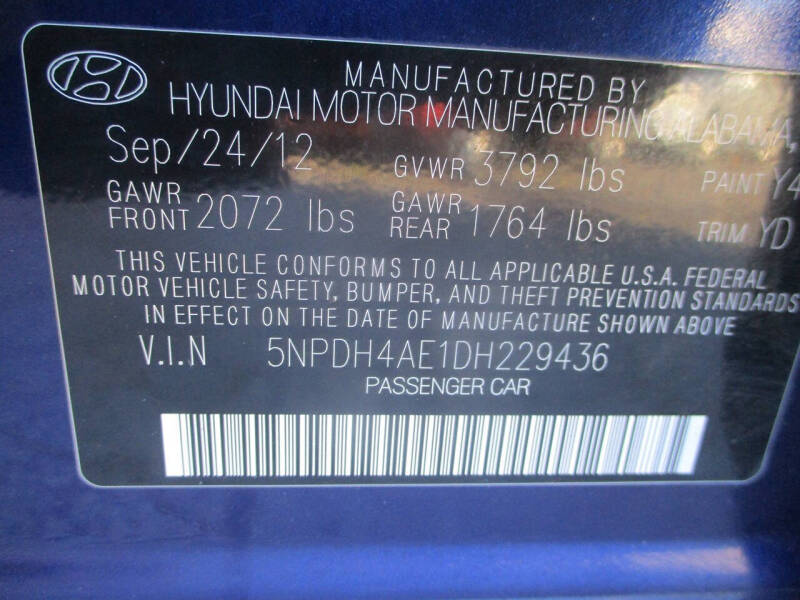 MANUFACTURED BY
HYUNDAI MOTOR MANUFACTURING ALABAMA,
Sep/24/12 GVWR 3792 lbs PAINT Y4
GAWR FRONT 2072 lbs GAWR REAR 1764 lbs TRIM YD
THIS VEHICLE CONFORMS TO ALL APPLICABLE U.S.A. FEDERAL
MOTOR VEHICLE SAFETY, BUMPER, AND THEFT PREVENTION STANDARDS
IN EFFECT ON THE DATE OF MANUFACTURE SHOWN ABOVE
V.I.N 5NPDH4AE1DH229436
PASSENGER CAR